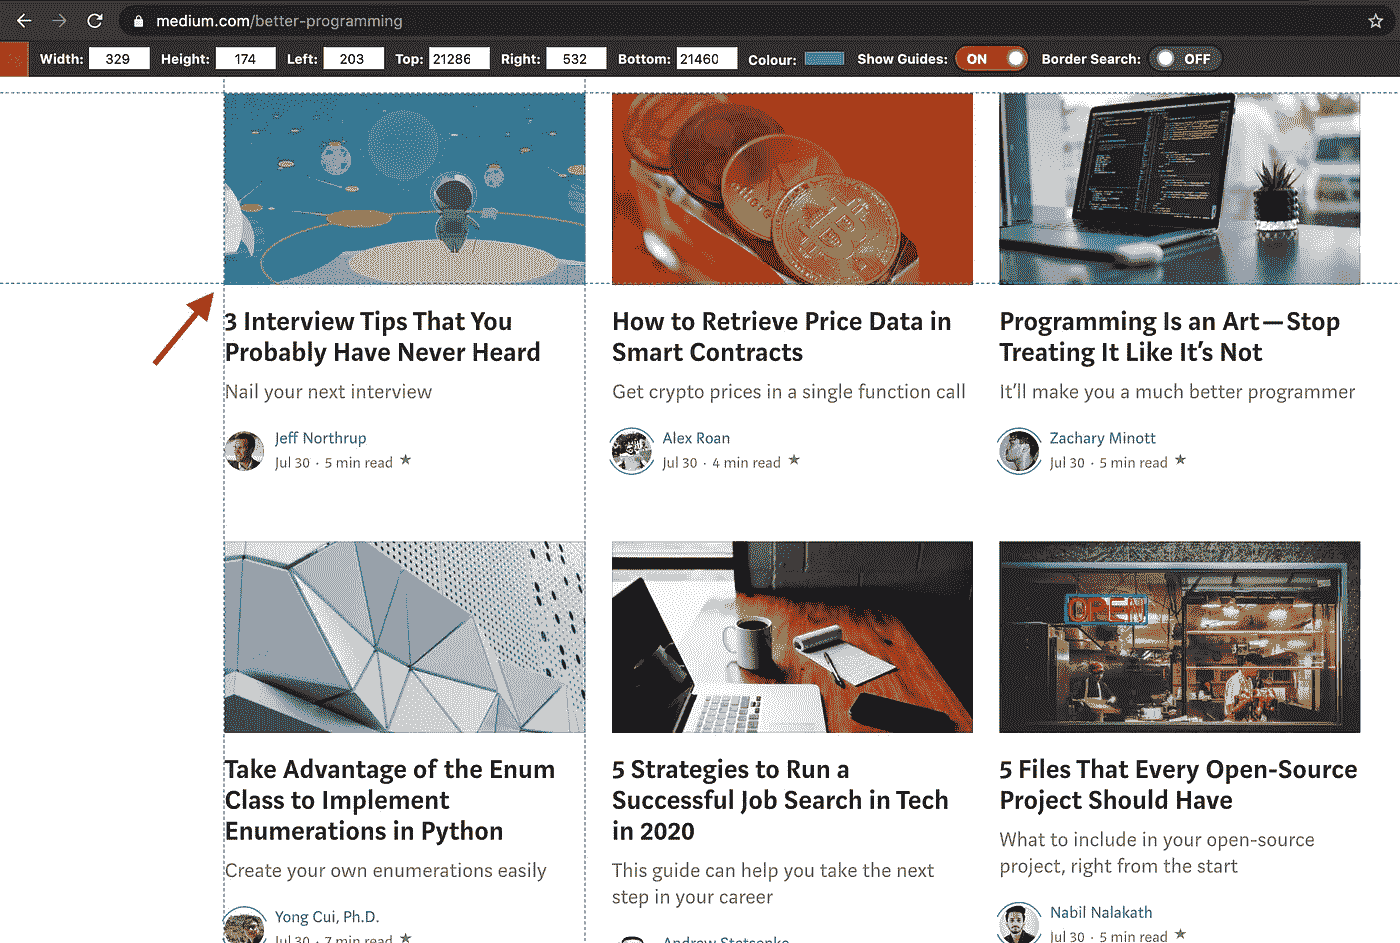 medium.com/better-programming
Width: 329 Height: 174 Left: 203 Top: 21286 Right: 532 Bottom: 21460 Colour: Show Guides: ON Border Search: OFF
3 Interview Tips That You
Probably Have Never Heard
Nail your next interview
Jeff Northrup
Jul 30 · 5 min read ★
How to Retrieve Price Data in
Smart Contracts
Get crypto prices in a single function call
Alex Roan
Jul 30 · 4 min read ★
Programming Is an Art — Stop
Treating It Like It’s Not
It’ll make you a much better programmer
Zachary Minott
Jul 30 · 5 min read ★
Take Advantage of the Enum
Class to Implement
Enumerations in Python
Create your own enumerations easily
Yong Cui, Ph.D.
Jul 30 · 7 min read ★
5 Strategies to Run a
Successful Job Search in Tech
in 2020
This guide can help you take the next
step in your career
Andrew Stetsenko
OPEN
5 Files That Every Open-Source
Project Should Have
What to include in your open-source
project, right from the start
Nabil Nalakath
Jul 30 · 5 min read ★